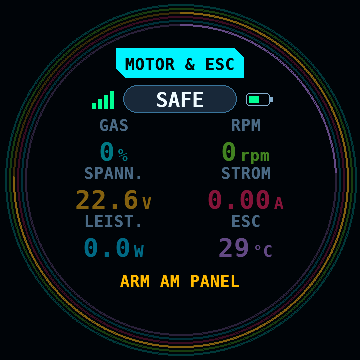 MOTOR & ESC
SAFE
GAS RPM
0% 0rpm
SPANN. STROM
22.6V 0.00A
LEIST. ESC
0.0W 29°C
ARM AM PANEL